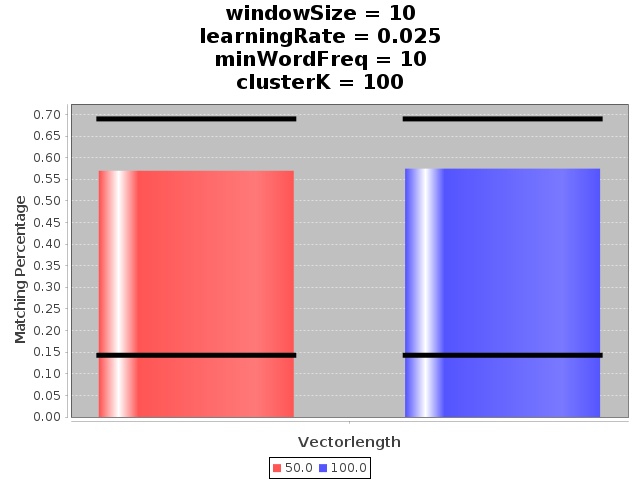 windowSize = 10
learningRate = 0.025
minWordFreq = 10
clusterK = 100
0.70
0.65
0.60
0.55
0.50
0.45
0.40
0.35
0.30
0.25
0.20
0.15
0.10
0.05
0.00
Matching Percentage
Vectorlength
50.0 100.0